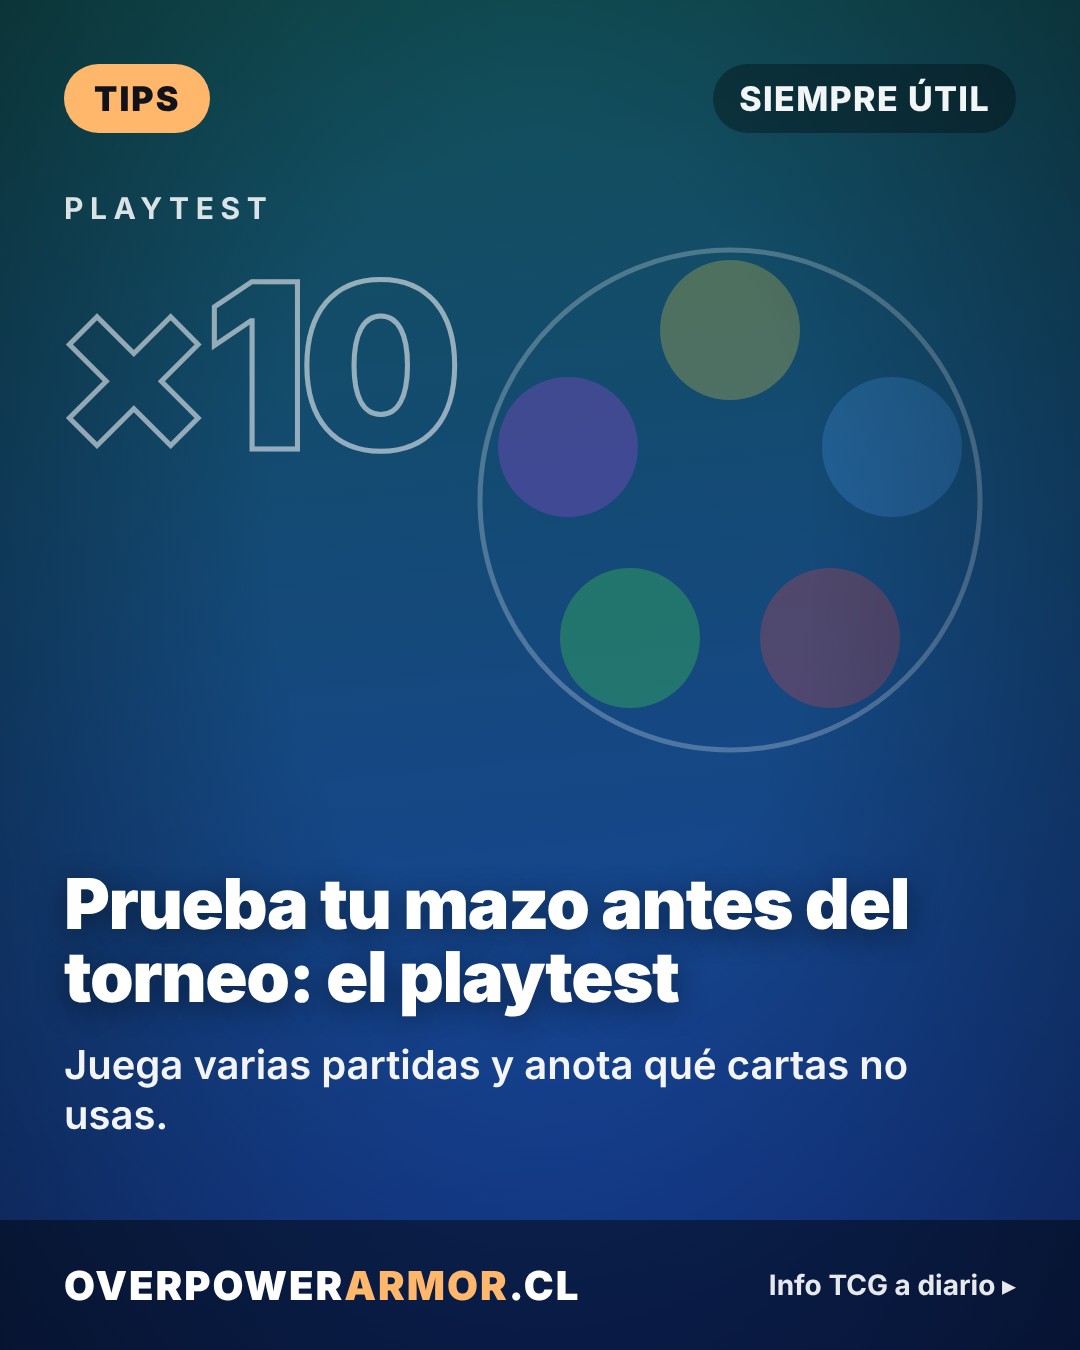 TIPS
SIEMPRE ÚTIL
PLAYTEST
×10
Prueba tu mazo antes del
torneo: el playtest
Juega varias partidas y anota qué cartas no
usas.
OVERPOWERARMOR.CL
Info TCG a diario ▸